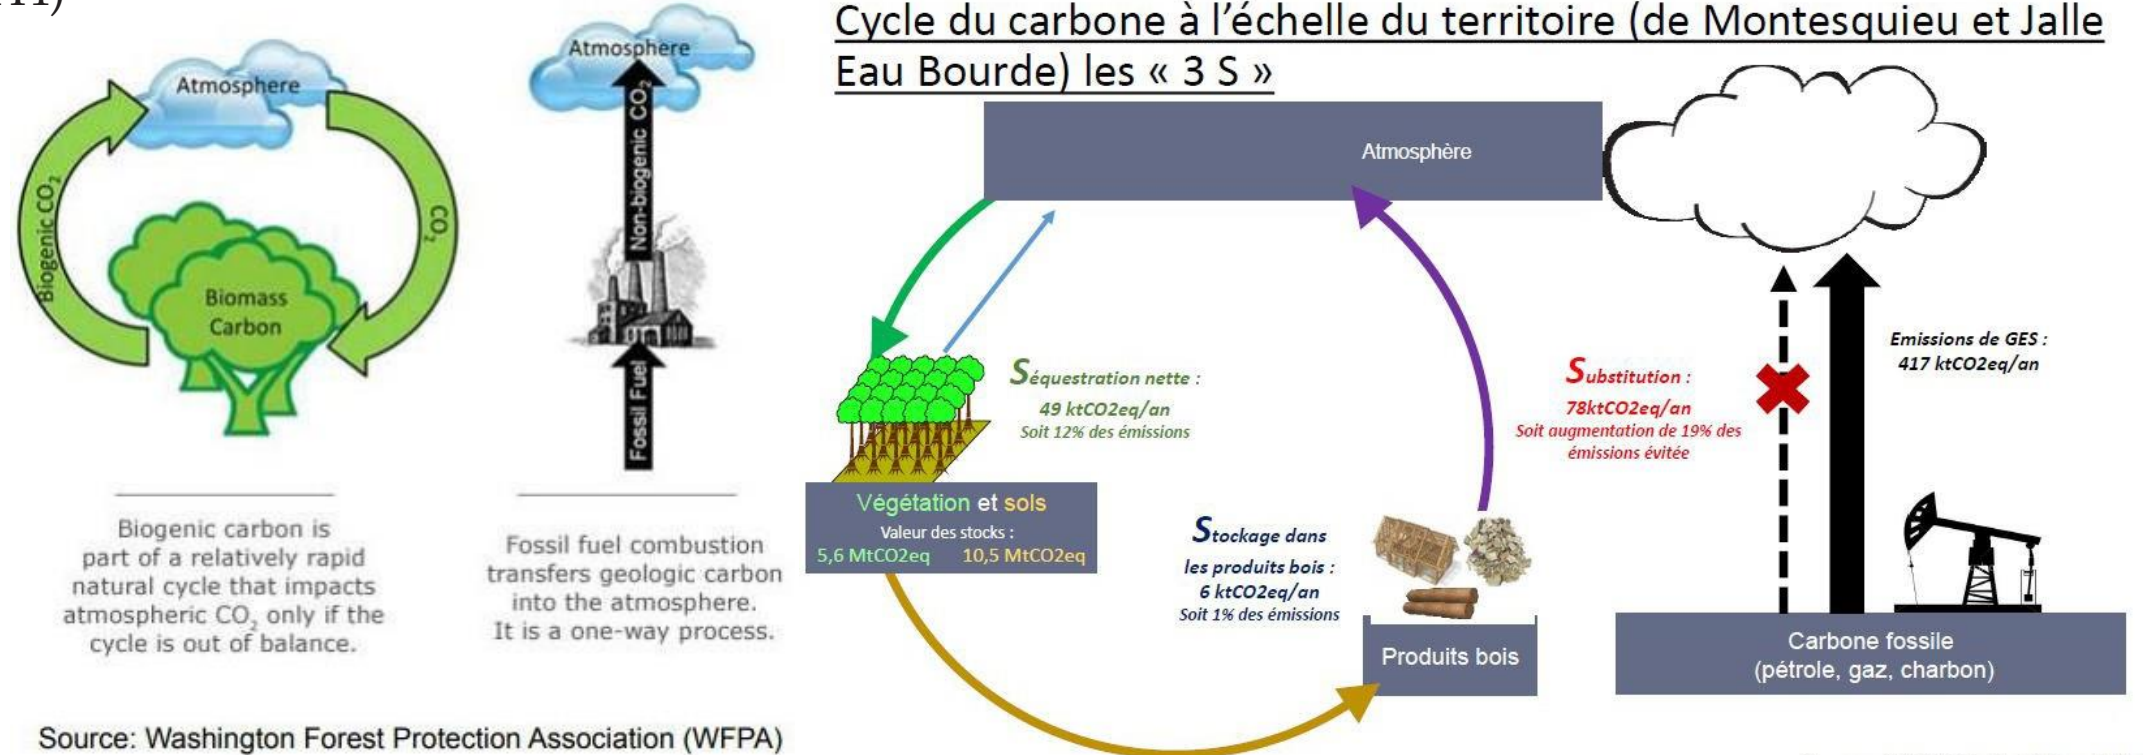 Atmosphere
Biogenic CO₂
CO₂
Biomass
Carbon
Biogenic carbon is
part of a relatively rapid
natural cycle that impacts
atmospheric CO₂ only if the
cycle is out of balance.
Atmosphere
Non-biogenic CO₂
Fossil Fuel
Fossil fuel combustion
transfers geologic carbon
into the atmosphere.
It is a one-way process.
Source: Washington Forest Protection Association (WFPA)
Cycle du carbone à l’échelle du territoire (de Montesquieu et Jalle
Eau Bourde) les « 3 S »
Atmosphère
Séquestration nette :
49 ktCO2eq/an
Soit 12% des émissions
Végétation et sols
Valeur des stocks :
5,6 MtCO2eq 10,5 MtCO2eq
Stockage dans
les produits bois :
6 ktCO2eq/an
Soit 1% des émissions
Produits bois
Substitution :
78ktCO2eq/an
Soit augmentation de 19% des
émissions évitée
Emissions de GES :
417 ktCO2eq/an
Carbone fossile
(pétrole, gaz, charbon)